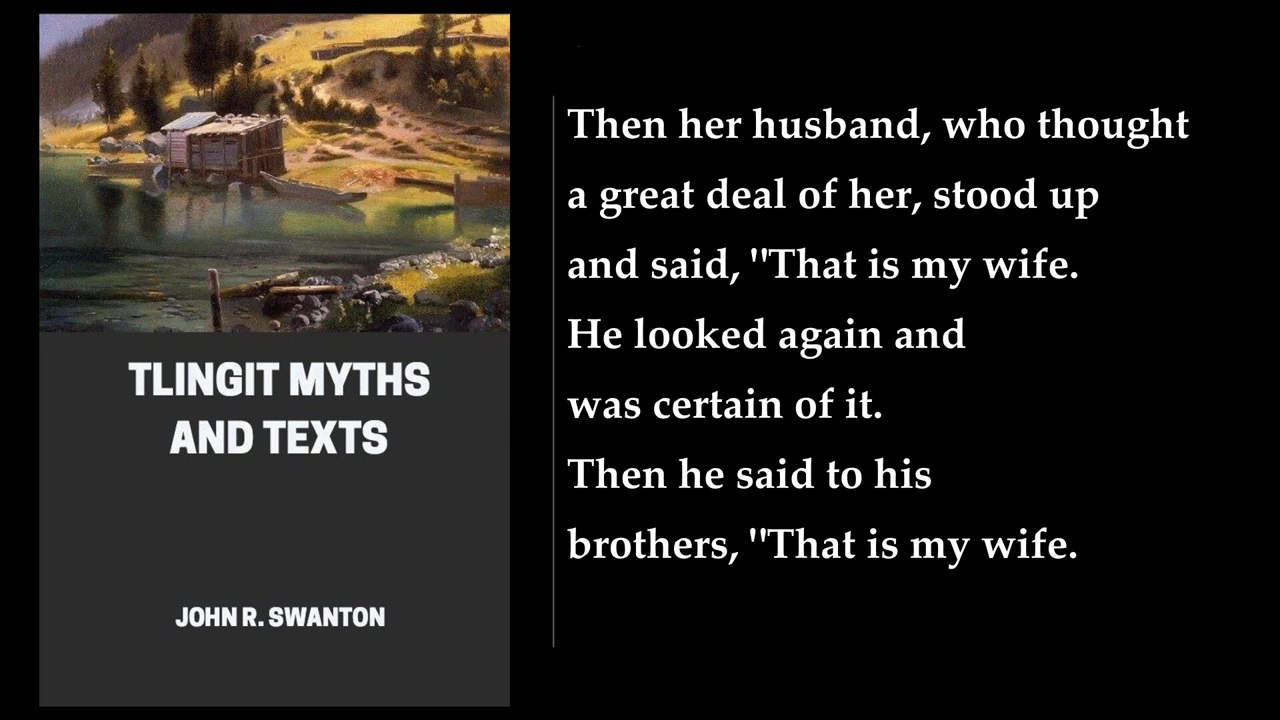 TLINGIT MYTHS
AND TEXTS
JOHN R. SWANTON
Then her husband, who thought
a great deal of her, stood up
and said, "That is my wife.
He looked again and
was certain of it.
Then he said to his
brothers, "That is my wife.